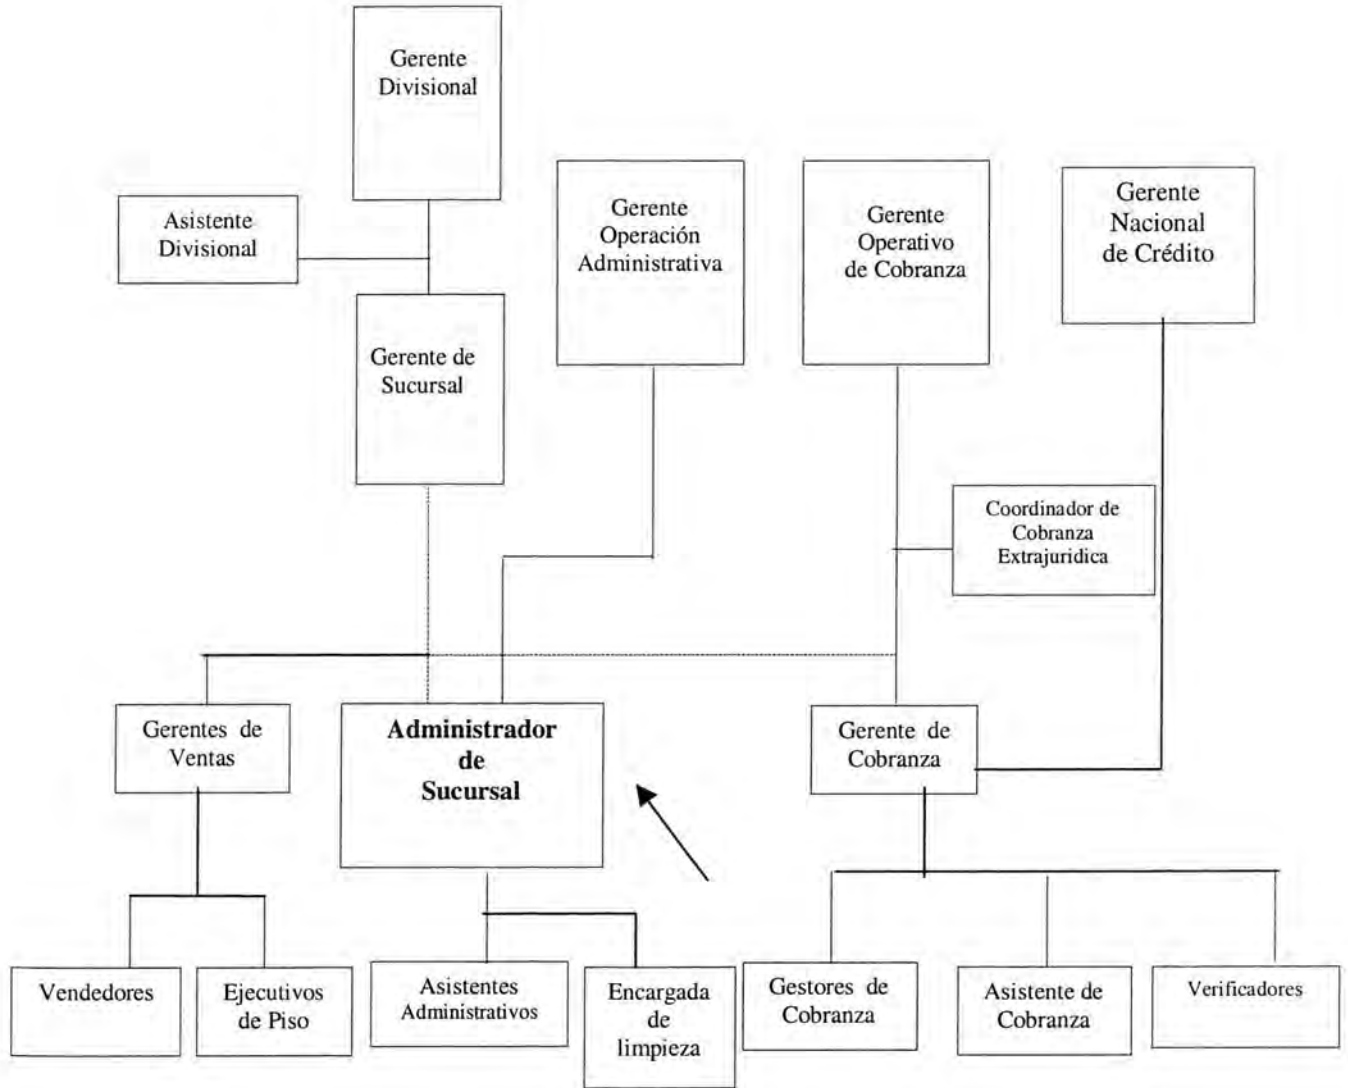 Gerente
Divisional
Asistente
Divisional
Gerente
Operación
Administrativa
Gerente
Operativo
de Cobranza
Gerente
Nacional
de Crédito
Gerente de
Sucursal
Coordinador de
Cobranza
Extrajuridica
Gerentes de
Ventas
Administrador
de
Sucursal
Gerente de
Cobranza
Vendedores
Ejecutivos
de Piso
Asistentes
Administrativos
Encargada
de
limpieza
Gestores de
Cobranza
Asistente de
Cobranza
Verificadores